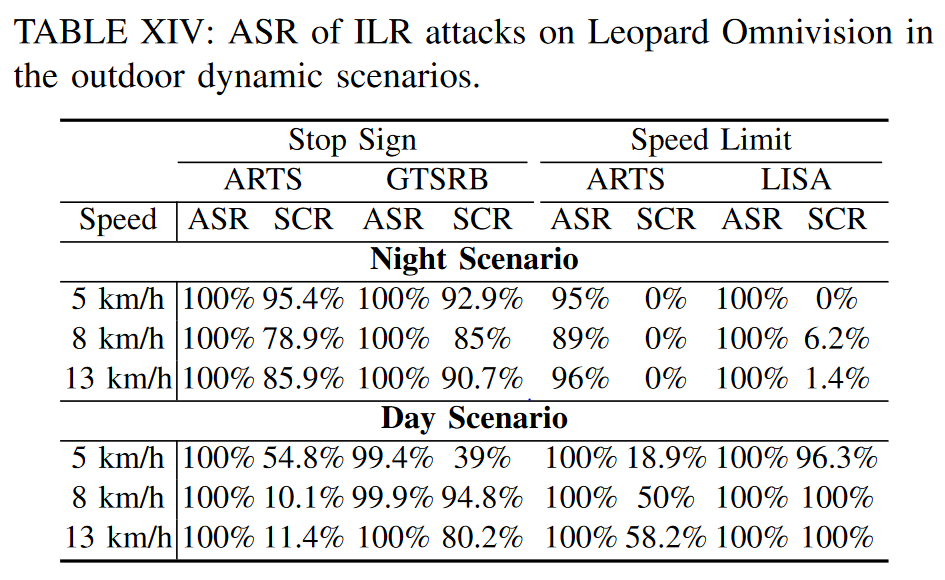 TABLE XIV: ASR of ILR attacks on Leopard Omnivision in
the outdoor dynamic scenarios.
Stop Sign Speed Limit
ARTS GTSRB ARTS LISA
Speed ASR SCR ASR SCR ASR SCR ASR SCR
Night Scenario
5 km/h 100% 95.4% 100% 92.9% 95% 0% 100% 0%
8 km/h 100% 78.9% 100% 85% 89% 0% 100% 6.2%
13 km/h 100% 85.9% 100% 90.7% 96% 0% 100% 1.4%
Day Scenario
5 km/h 100% 54.8% 99.4% 39% 100% 18.9% 100% 96.3%
8 km/h 100% 10.1% 99.9% 94.8% 100% 50% 100% 100%
13 km/h 100% 11.4% 100% 80.2% 100% 58.2% 100% 100%